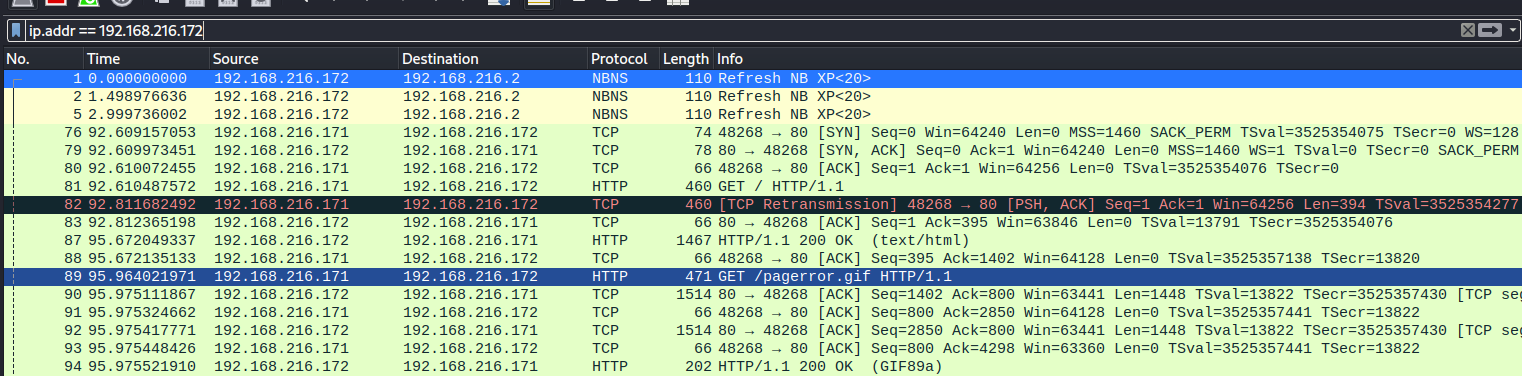 ip.addr == 192.168.216.172
No. Time Source Destination Protocol Length Info
1 0.000000000 192.168.216.172 192.168.216.2 NBNS 110 Refresh NB XP<20>
2 1.498976636 192.168.216.172 192.168.216.2 NBNS 110 Refresh NB XP<20>
5 2.999736002 192.168.216.172 192.168.216.2 NBNS 110 Refresh NB XP<20>
76 92.609157053 192.168.216.171 192.168.216.172 TCP 74 48268 → 80 [SYN] Seq=0 Win=64240 Len=0 MSS=1460 SACK_PERM TSval=3525354075 TSecr=0 WS=128
79 92.609973451 192.168.216.172 192.168.216.171 TCP 78 80 → 48268 [SYN, ACK] Seq=0 Ack=1 Win=64240 Len=0 MSS=1460 WS=1 TSval=0 TSecr=0 SACK_PERM
80 92.610072455 192.168.216.171 192.168.216.172 TCP 66 48268 → 80 [ACK] Seq=1 Ack=1 Win=64256 Len=0 TSval=3525354076 TSecr=0
81 92.610487572 192.168.216.171 192.168.216.172 HTTP 460 GET / HTTP/1.1
82 92.811682492 192.168.216.171 192.168.216.172 TCP 460 [TCP Retransmission] 48268 → 80 [PSH, ACK] Seq=1 Ack=1 Win=64256 Len=394 TSval=3525354277
83 92.812365198 192.168.216.172 192.168.216.171 TCP 66 80 → 48268 [ACK] Seq=1 Ack=395 Win=63846 Len=0 TSval=13791 TSecr=3525354076
87 95.672049337 192.168.216.172 192.168.216.171 HTTP 1467 HTTP/1.1 200 OK (text/html)
88 95.672135133 192.168.216.171 192.168.216.172 TCP 66 48268 → 80 [ACK] Seq=395 Ack=1402 Win=64128 Len=0 TSval=3525357138 TSecr=13820
89 95.964021971 192.168.216.171 192.168.216.172 HTTP 471 GET /pagerror.gif HTTP/1.1
90 95.975111867 192.168.216.172 192.168.216.171 TCP 1514 80 → 48268 [ACK] Seq=1402 Ack=800 Win=63441 Len=1448 TSval=13822 TSecr=3525357430 [TCP seg
91 95.975324662 192.168.216.171 192.168.216.172 TCP 66 48268 → 80 [ACK] Seq=800 Ack=2850 Win=64128 Len=0 TSval=3525357441 TSecr=13822
92 95.975417771 192.168.216.172 192.168.216.171 TCP 1514 80 → 48268 [ACK] Seq=2850 Ack=800 Win=63441 Len=1448 TSval=13822 TSecr=3525357430 [TCP seg
93 95.975448426 192.168.216.171 192.168.216.172 TCP 66 48268 → 80 [ACK] Seq=800 Ack=4298 Win=63360 Len=0 TSval=3525357441 TSecr=13822
94 95.975521910 192.168.216.172 192.168.216.171 HTTP 202 HTTP/1.1 200 OK (GIF89a)